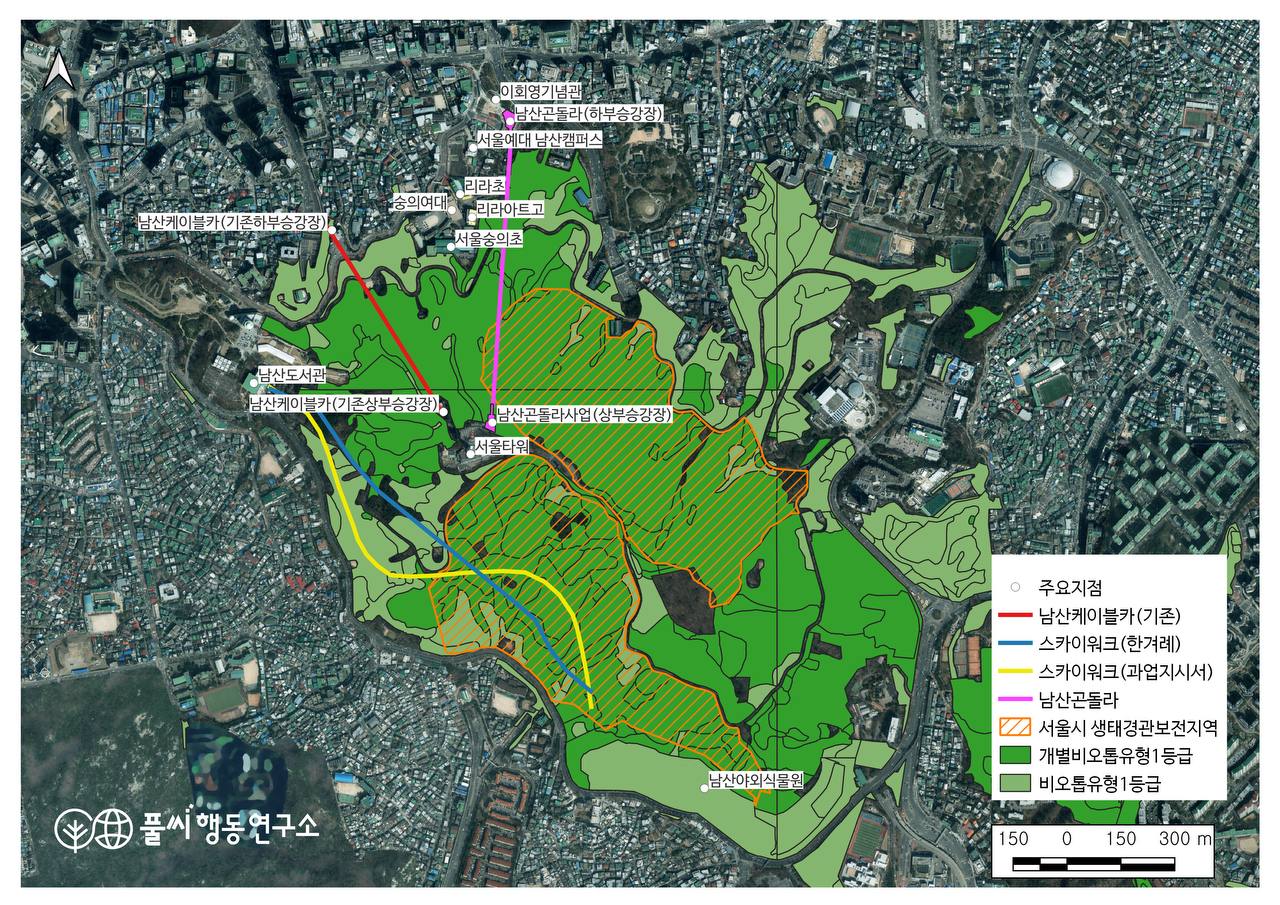 이회영기념관
남산곤돌라(하부승강장)
서울예대 남산캠퍼스
리라초
숭의여대
리라아트고
남산케이블카(기존하부승강장)
서울숭의초
남산도서관
남산케이블카(기존상부승강장)
남산곤돌라사업(상부승강장)
서울타워
남산야외식물원
주요지점
남산케이블카(기존)
스카이워크(한겨레)
스카이워크(과업지시서)
남산곤돌라
서울시 생태경관보전지역
개별비오톱유형1등급
비오톱유형1등급
150 0 150 300 m
풀씨행동연구소